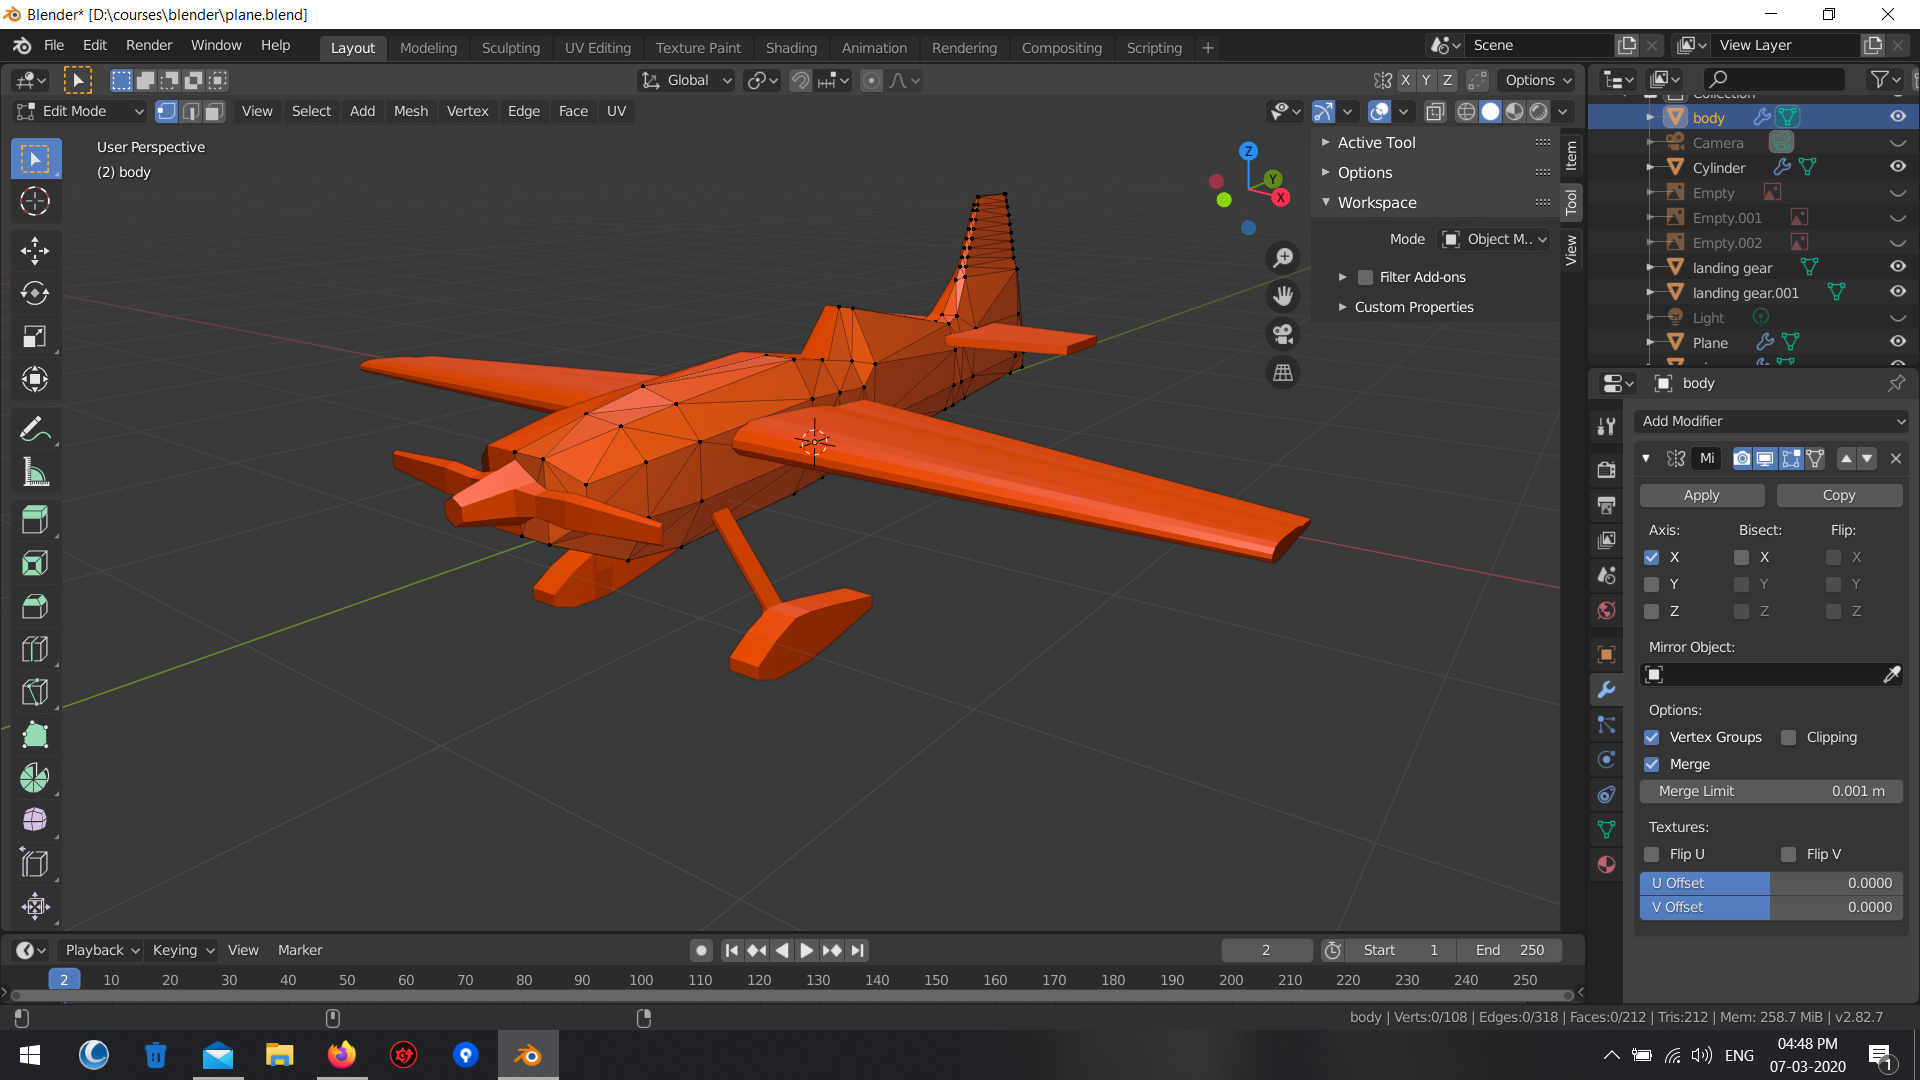 Blender* [D:\courses\blender\plane.blend]
File Edit Render Window Help Layout Modeling Sculpting UV Editing Texture Paint Shading Animation Rendering Compositing Scripting + Scene View Layer
Global X Y Z Options
Edit Mode View Select Add Mesh Vertex Edge Face UV
User Perspective
(2) body
Z
Y
X
Active Tool
Options
Workspace
Mode Object M..
Filter Add-ons
Custom Properties
Item
Tool
View
Collection
body
Camera
Cylinder
Empty
Empty.001
Empty.002
landing gear
landing gear.001
Light
Plane
body
Add Modifier
Mi
Apply Copy
Axis: Bisect: Flip:
X X X
Y Y Y
Z Z Z
Mirror Object:
Options:
Vertex Groups Clipping
Merge
Merge Limit 0.001 m
Textures:
Flip U Flip V
U Offset 0.0000
V Offset 0.0000
Playback Keying View Marker 2 Start 1 End 250
2 10 20 30 40 50 60 70 80 90 100 110 120 130 140 150 160 170 180 190 200 210 220 230 240 250
body | Verts:0/108 | Edges:0/318 | Faces:0/212 | Tris:212 | Mem: 258.7 MiB | v2.82.7
ENG
04:48 PM
07-03-2020
1